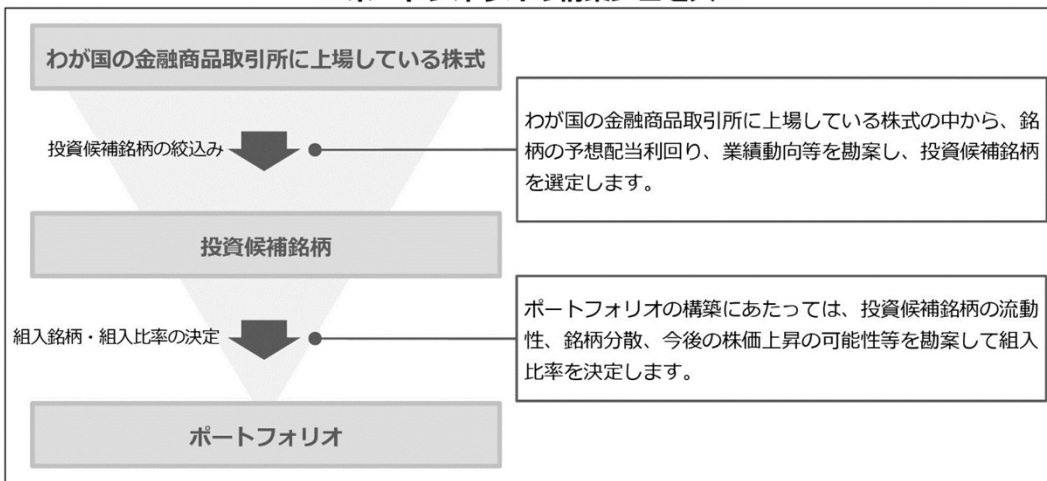 わが国の金融商品取引所に上場している株式
投資候補銘柄の絞込み
わが国の金融商品取引所に上場している株式の中から、銘
柄の予想配当利回り、業績動向等を勘案し、投資候補銘柄
を選定します。
投資候補銘柄
組入銘柄・組入比率の決定
ポートフォリオの構築にあたっては、投資候補銘柄の流動
性、銘柄分散、今後の株価上昇の可能性等を勘案して組入
比率を決定します。
ポートフォリオ